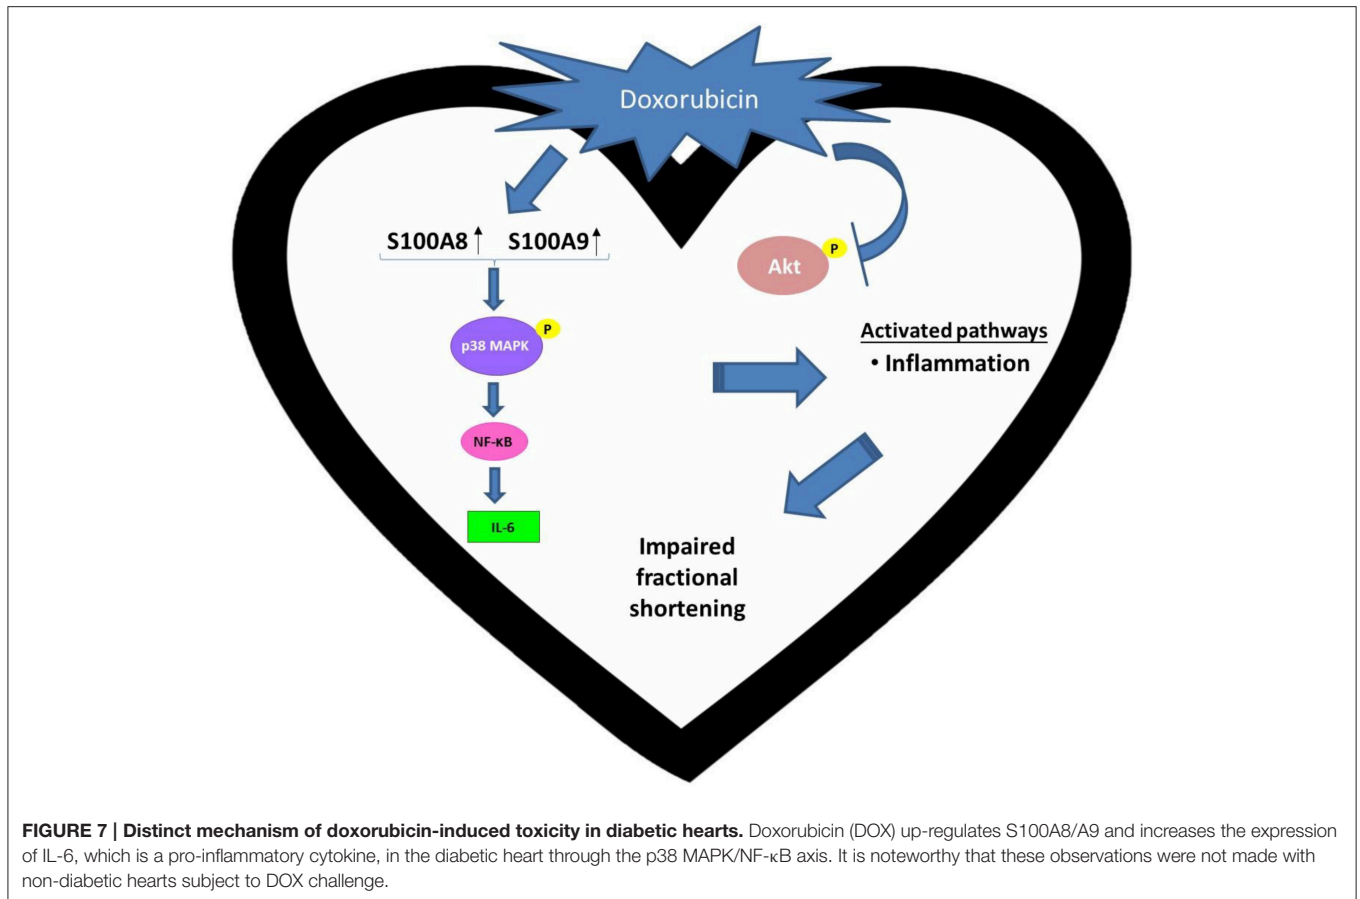 Doxorubicin
S100A8 S100A9
P
Akt
P
p38 MAPK
Activated pathways
• Inflammation
NF-κB
IL-6
Impaired
fractional
shortening
FIGURE 7 | Distinct mechanism of doxorubicin-induced toxicity in diabetic hearts. Doxorubicin (DOX) up-regulates S100A8/A9 and increases the expression
of IL-6, which is a pro-inflammatory cytokine, in the diabetic heart through the p38 MAPK/NF-κB axis. It is noteworthy that these observations were not made with
non-diabetic hearts subject to DOX challenge.